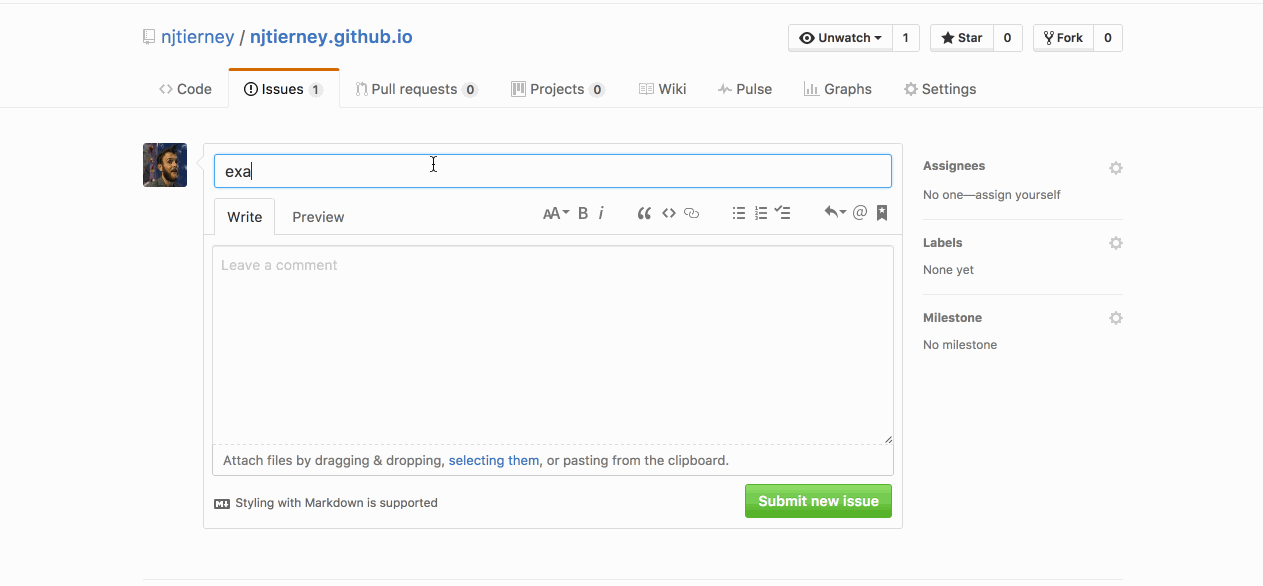 njtierney / njtierney.github.io
Unwatch 1 Star 0 Fork 0
Code Issues 1 Pull requests 0 Projects 0 Wiki Pulse Graphs Settings
exa
Write Preview AA B i
Leave a comment
Attach files by dragging & dropping, selecting them, or pasting from the clipboard.
Styling with Markdown is supported
Submit new issue
Assignees
No one—assign yourself
Labels
None yet
Milestone
No milestone